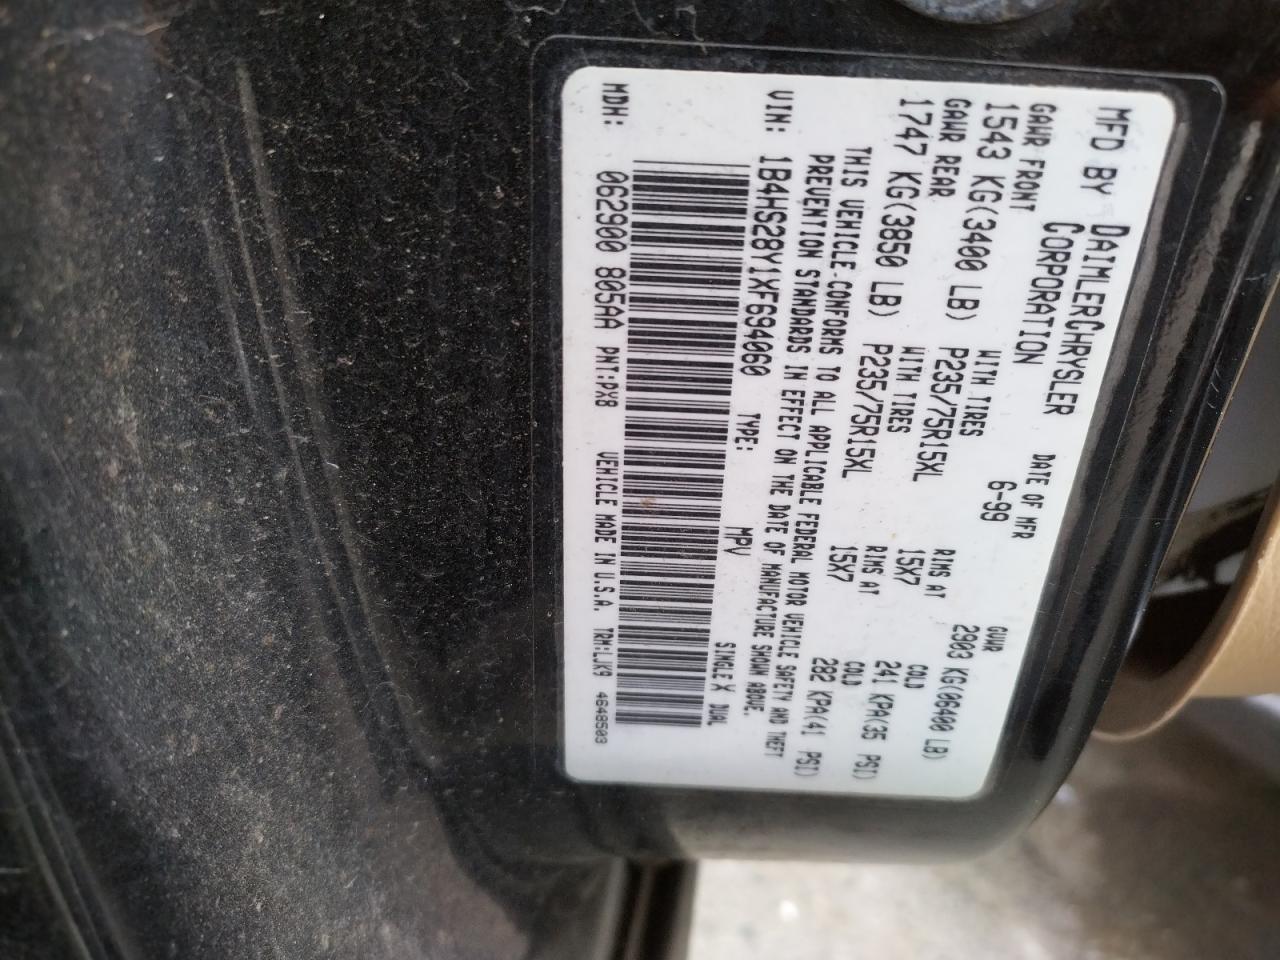 MFD BY DAIMLERCHRYSLER CORPORATION DATE OF MFR 6-99 GVWR 2903 KG(06400 LB)
GAWR FRONT WITH TIRES RIMS AT COLD
1543 KG(3400 LB) P235/75R15XL 15X7 241 KPA(35 PSI)
GAWR REAR WITH TIRES RIMS AT COLD
1747 KG(3850 LB) P235/75R15XL 15X7 282 KPA(41 PSI)
THIS VEHICLE CONFORMS TO ALL APPLICABLE FEDERAL MOTOR VEHICLE SAFETY AND THEFT
PREVENTION STANDARDS IN EFFECT ON THE DATE OF MANUFACTURE SHOWN ABOVE.
VIN: 1B4HS28Y1XF694060 TYPE: MPV SINGLE X DUAL
MDH: 062900 805AA PNT:PX8 VEHICLE MADE IN U.S.A TRM:LJK9 4648503